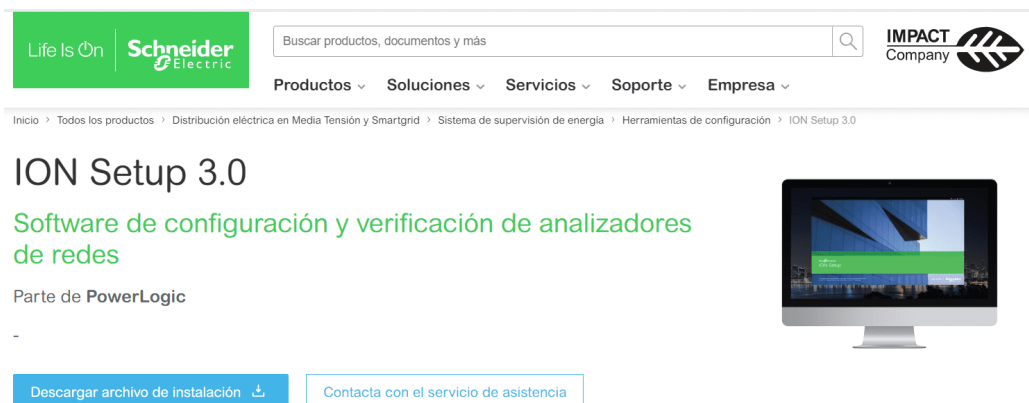 Life Is On
Schneider
Electric
Buscar productos, documentos y más
IMPACT
Company
Productos
Soluciones
Servicios
Soporte
Empresa
Inicio > Todos los productos > Distribución eléctrica en Media Tensión y Smartgrid > Sistema de supervisión de energía > Herramientas de configuración > ION Setup 3.0
ION Setup 3.0
Software de configuración y verificación de analizadores
de redes
Parte de PowerLogic
-
ION Setup
Descargar archivo de instalación
Contacta con el servicio de asistencia